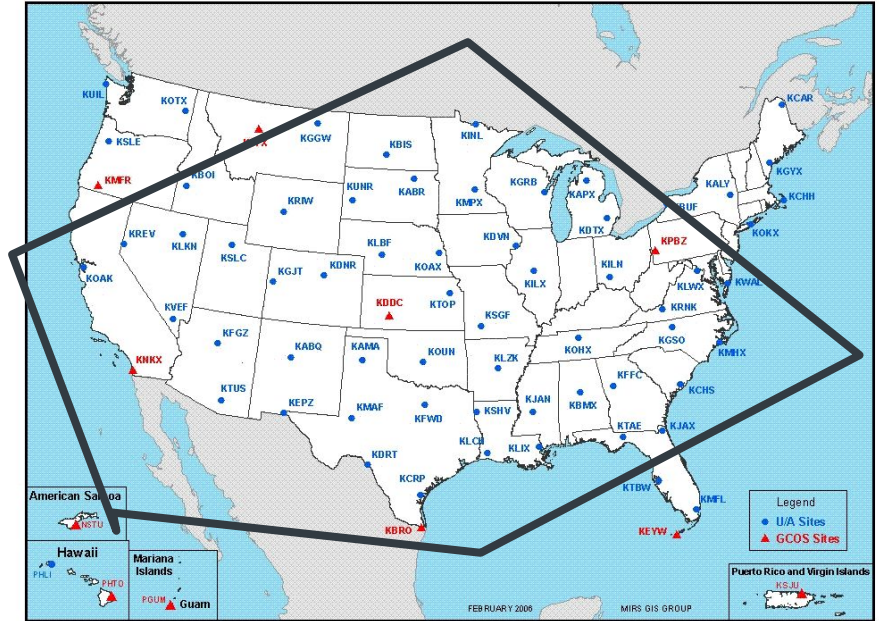 KUIL
KOTX
KSLE
KGGW
KBIS
KINL
KCAR
KMFR
KBOI
KRIW
KUNR
KABR
KMPX
KGRB
KAPX
KALY
KGYX
KCHH
KOKX
KREV
KLKN
KSLC
KLBF
KOAX
KDVN
KDTX
KPBZ
KOAK
KGJT
KDNR
KDDC
KTOP
KILX
KILN
KLWX
KWAL
KVEF
KFGZ
KABQ
KAMA
KOUN
KSGF
KOHX
KRNK
KGSO
KMHX
KNKX
KTUS
KEPZ
KMAF
KFWD
KLZK
KSHV
KJAN
KBMX
KFFC
KCHS
KDRT
KCRP
KLIX
KTAE
KJAX
KBRO
KTBW
KMFL
KEYW
NSTU
Hawaii
PHLI
PHTO
Mariana
Islands
PGUM
Guam
FEBRUARY 2006
MIRS GIS GROUP
Legend
U/A Sites
GCOS Sites
Puerto Rico and Virgin Islands
KSJU